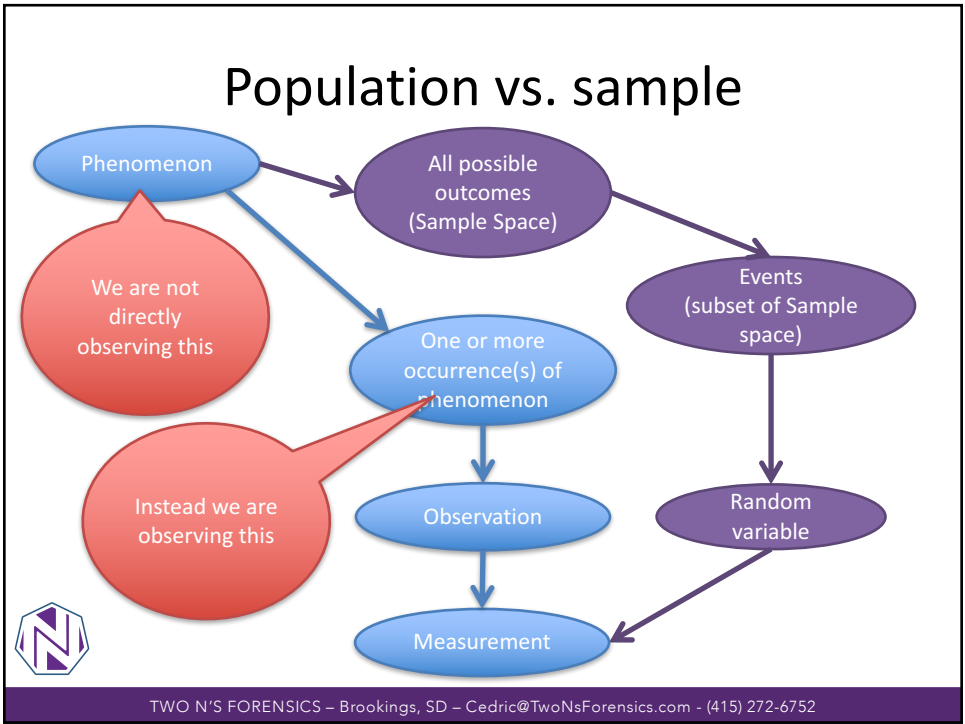 Population vs. sample
Phenomenon
All possible
outcomes
(Sample Space)
We are not
directly
observing this
Events
(subset of Sample
space)
One or more
occurrence(s) of
phenomenon
Instead we are
observing this
Observation
Random
variable
Measurement
N
TWO N'S FORENSICS – Brookings, SD – Cedric@TwoNsForensics.com - (415) 272-6752